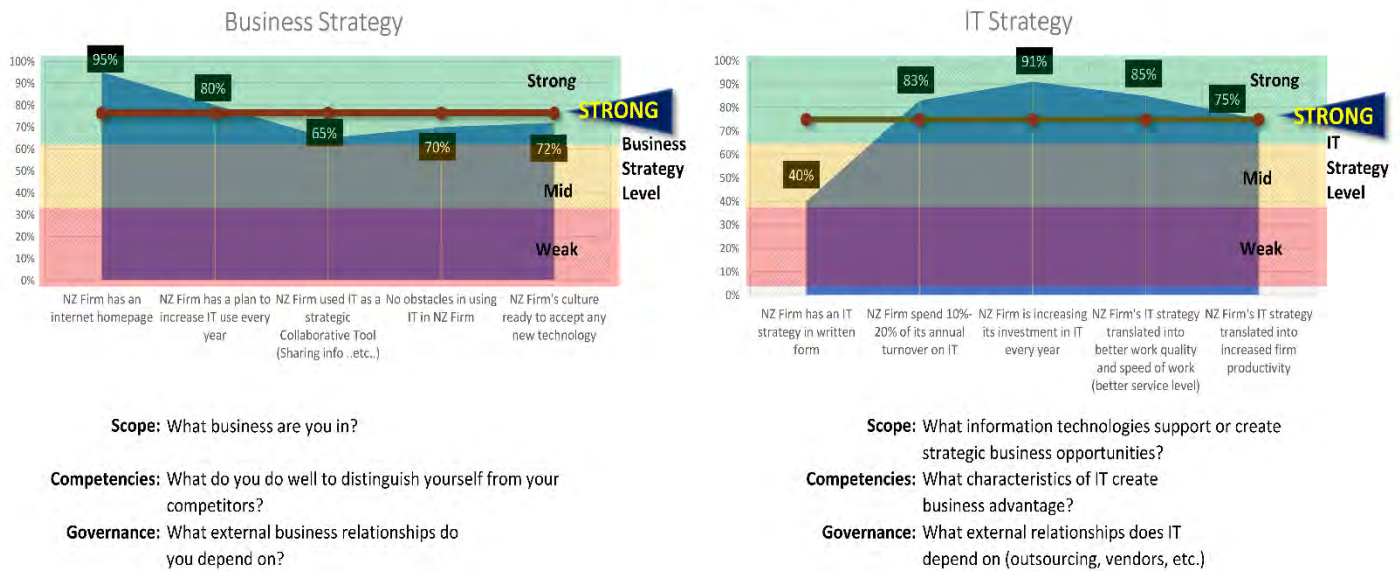 Business Strategy
100%
90%
80%
70%
60%
50%
40%
30%
20%
10%
0%
95%
80%
65%
70%
72%
Strong
Mid
Weak
STRONG
Business
Strategy
Level
NZ Firm has an
internet homepage
NZ Firm has a plan to
increase IT use every
year
NZ Firm used IT as a
strategic
Collaborative Tool
(Sharing info ..etc..)
No obstacles in using
IT in NZ Firm
NZ Firm's culture
ready to accept any
new technology
Scope: What business are you in?
Competencies: What do you do well to distinguish yourself from your
competitors?
Governance: What external business relationships do
you depend on?
IT Strategy
100%
90%
80%
70%
60%
50%
40%
30%
20%
10%
0%
40%
83%
91%
85%
75%
Strong
Mid
Weak
STRONG
IT
Strategy
Level
NZ Firm has an IT
strategy in written
form
NZ Firm spend 10%-
20% of its annual
turnover on IT
NZ Firm is increasing
its investment in IT
every year
NZ Firm's IT strategy
translated into
better work quality
and speed of work
(better service level)
NZ Firm's IT strategy
translated into
increased firm
productivity
Scope: What information technologies support or create
strategic business opportunities?
Competencies: What characteristics of IT create
business advantage?
Governance: What external relationships does IT
depend on (outsourcing, vendors, etc.)